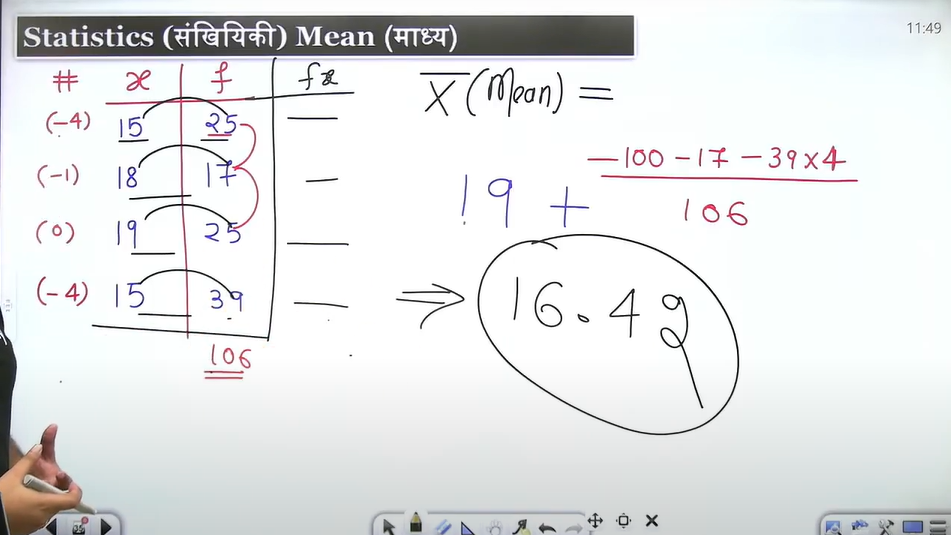 11:49
Statistics (संखियिकी) Mean (माध्य)
# x f fx
(-4) 15 25
(-1) 18 17
(0) 19 25
(-4) 15 39
106
X̅ (Mean) =
19 + -100 - 17 - 39 x 4
106
⇒ 16.49